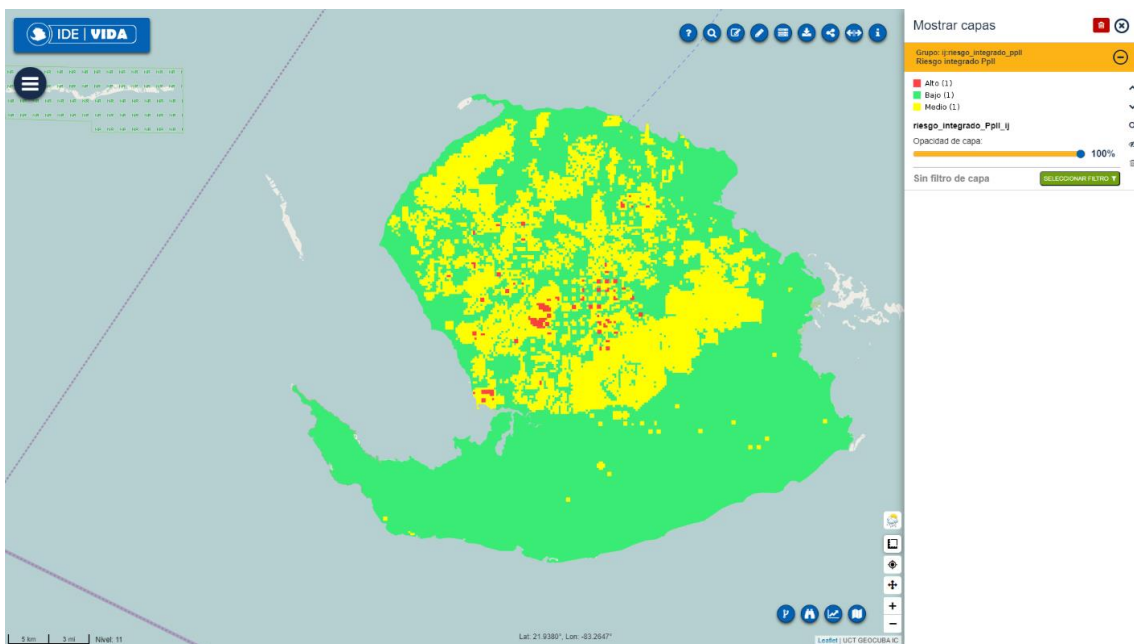 IDE | VIDA
Mostrar capas
Grupo: ij:riesgo_integrado_ppll
Riesgo integrado Ppll
Alto (1)
Bajo (1)
Medio (1)
riesgo_integrado_Ppll_ij
Opacidad de capa:
100%
Sin filtro de capa
SELECCIONAR FILTRO
5 km
3 mi
Nivel: 11
Lat: 21.9380°, Lon: -83.2647°
Leaflet | UCT GEOCUBA IC